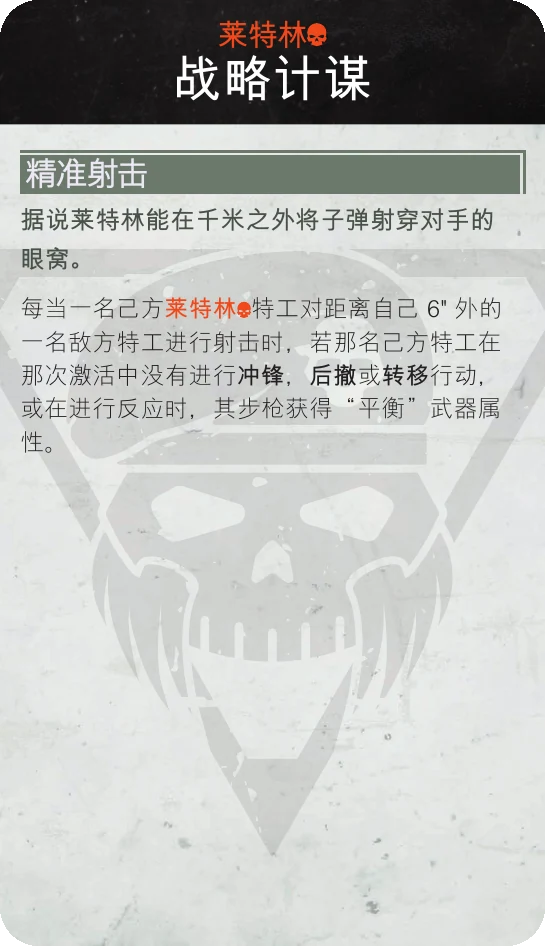 莱特林
战略计谋
精准射击
据说莱特林能在千米之外将子弹射穿对手的
眼窝。
每当一名己方莱特林特工对距离自己 6" 外的
一名敌方特工进行射击时，若那名己方特工在
那次激活中没有进行冲锋，后撤或转移行动，
或在进行反应时，其步枪获得“平衡”武器属
性。